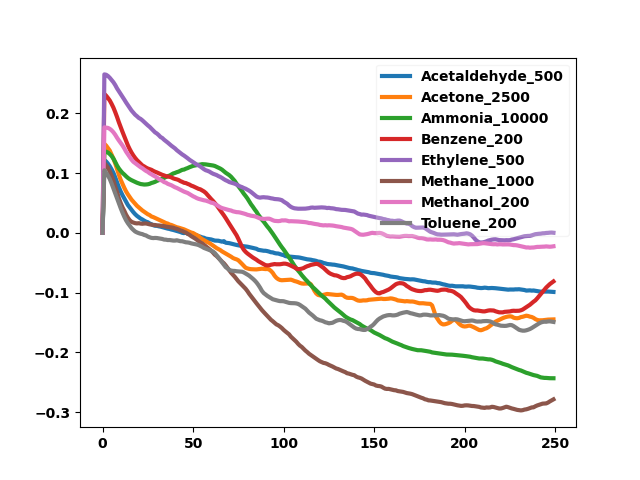 Acetaldehyde_500
Acetone_2500
Ammonia_10000
Benzene_200
Ethylene_500
Methane_1000
Methanol_200
Toluene_200
0.2
0.1
0.0
−0.1
−0.2
−0.3
0 50 100 150 200 250